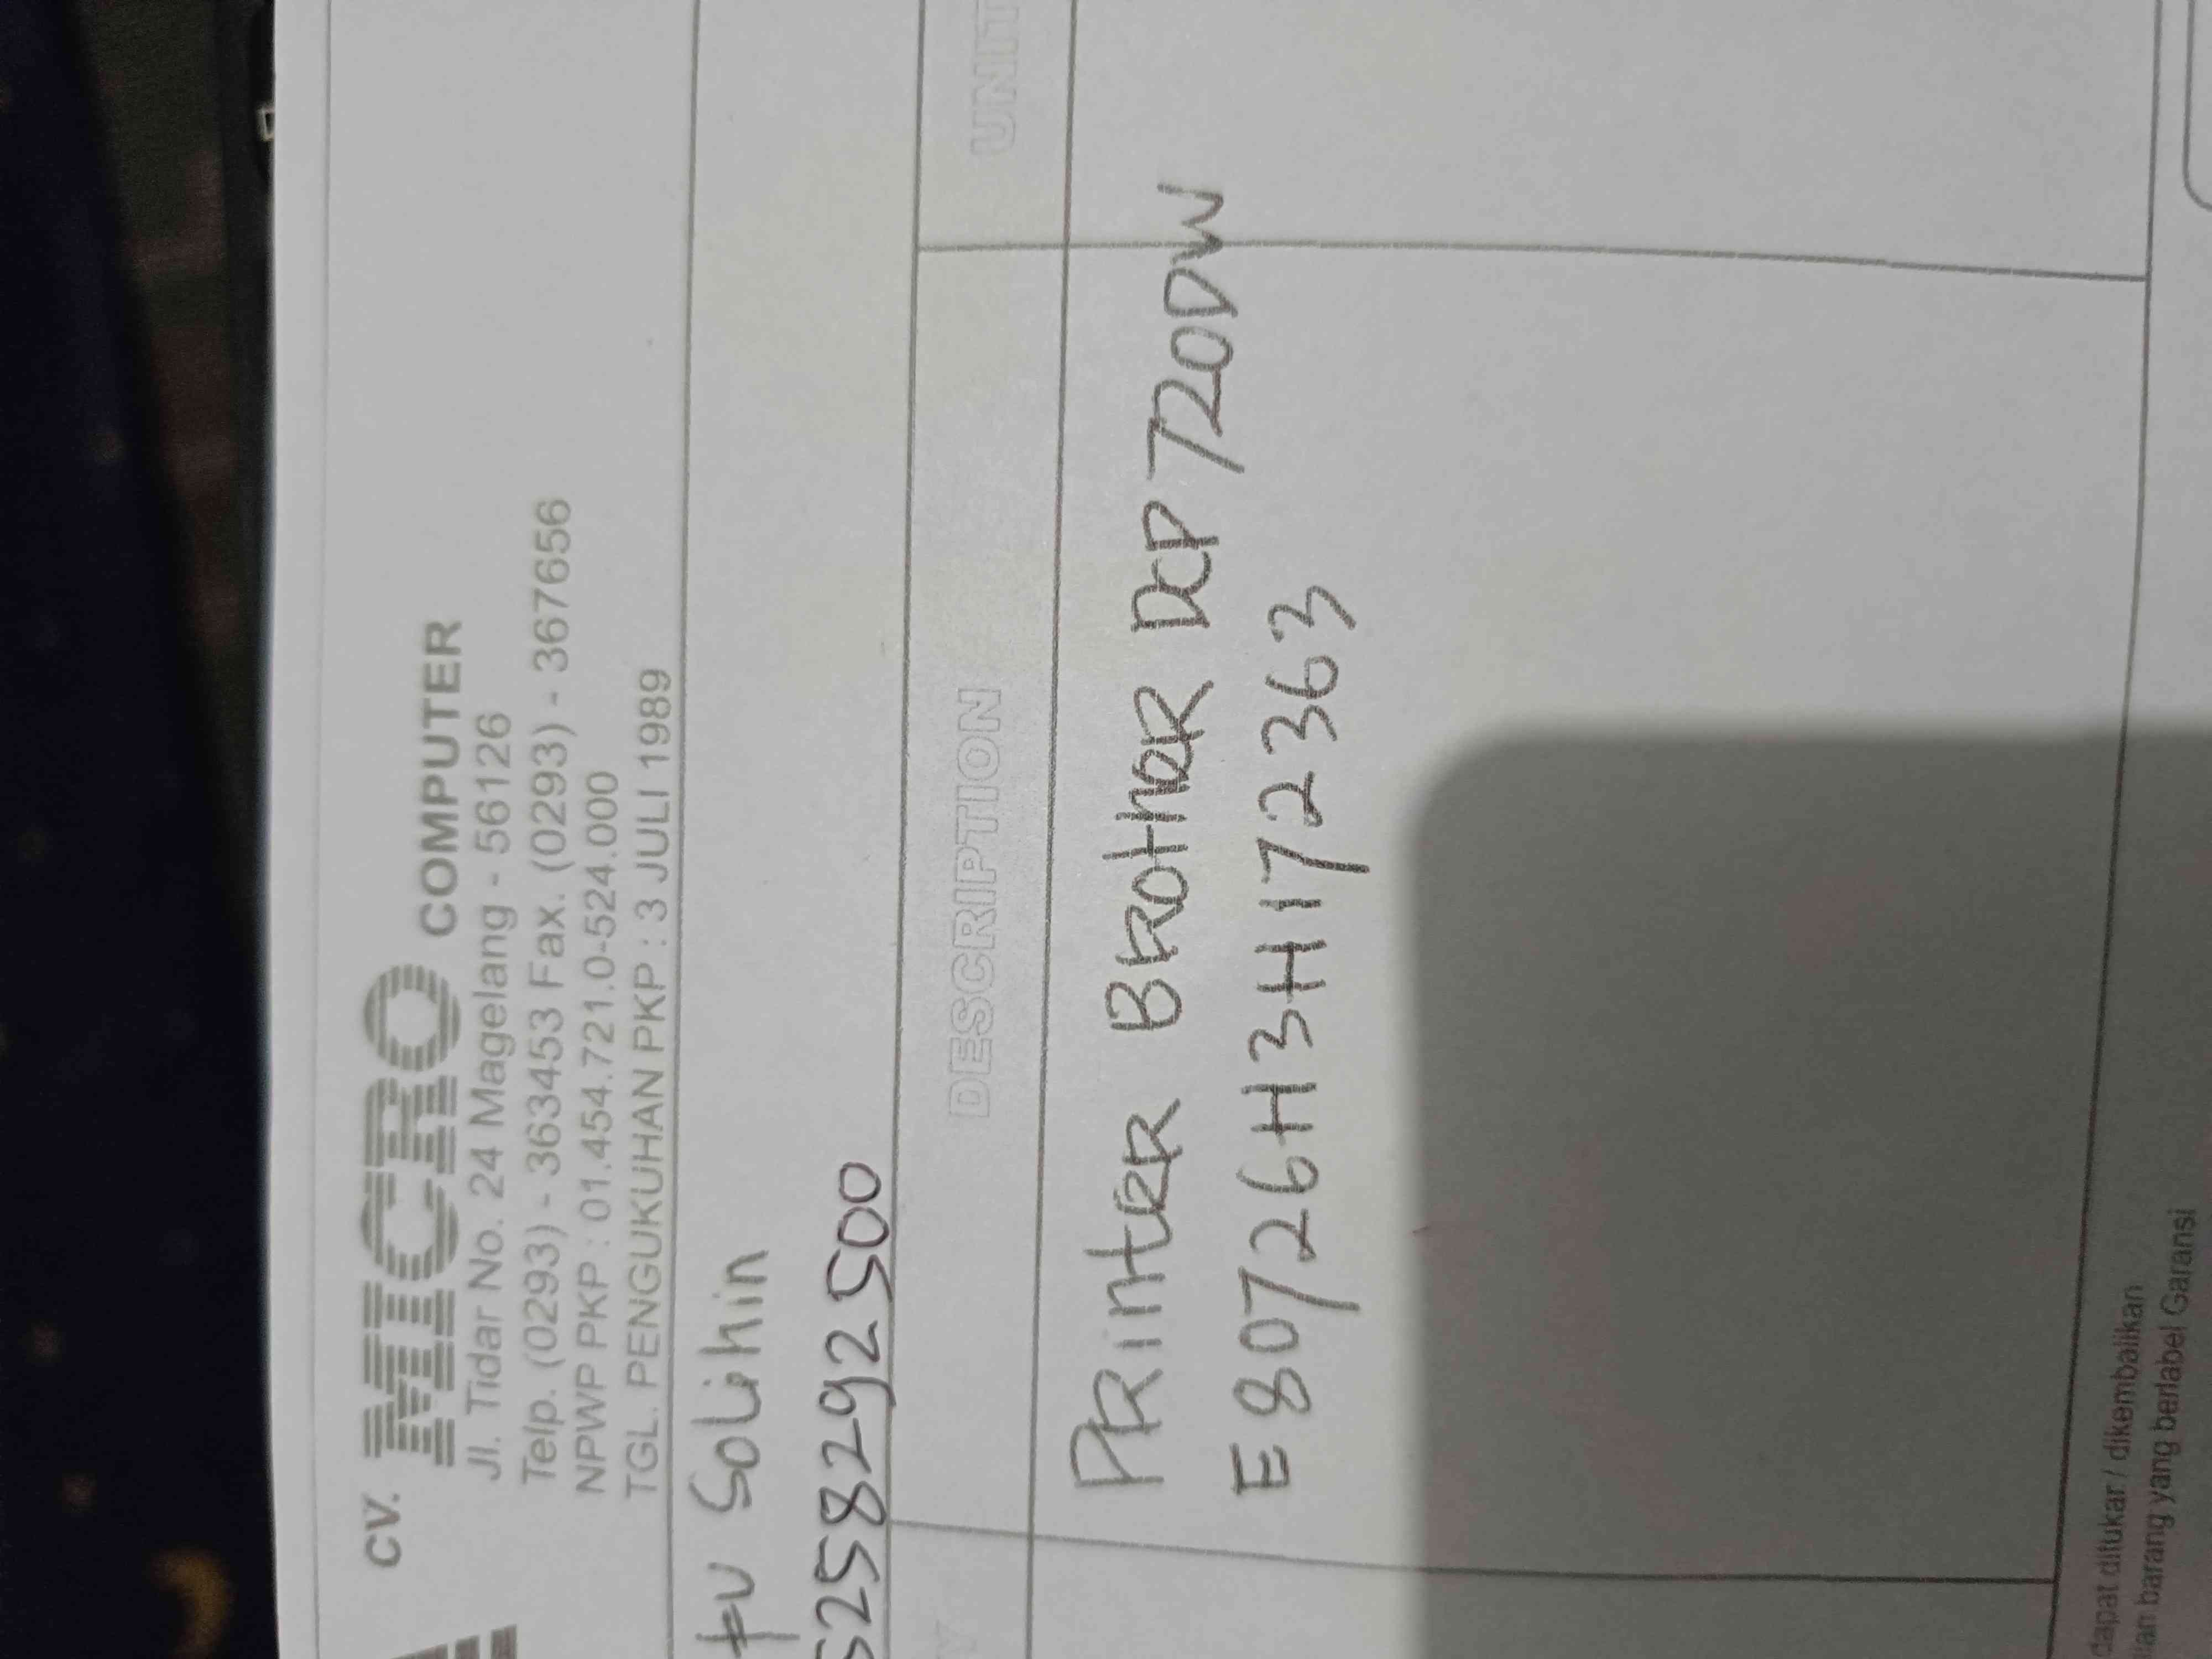 CV. MICRO COMPUTER
Jl. Tidar No. 24 Magelang - 56126
Telp. (0293) - 363453 Fax. (0293) - 367656
NPWP PKP : 01.454.721.0-524.000
TGL. PENGUKUHAN PKP : 3 JULI 1989
Solihin
5258292500
DESCRIPTION UNIT
PRinteR BROtHeR DCP 720DW
E80726H3H172363
dapat ditukar / dikembalikan
barang yang berlabel Garansi